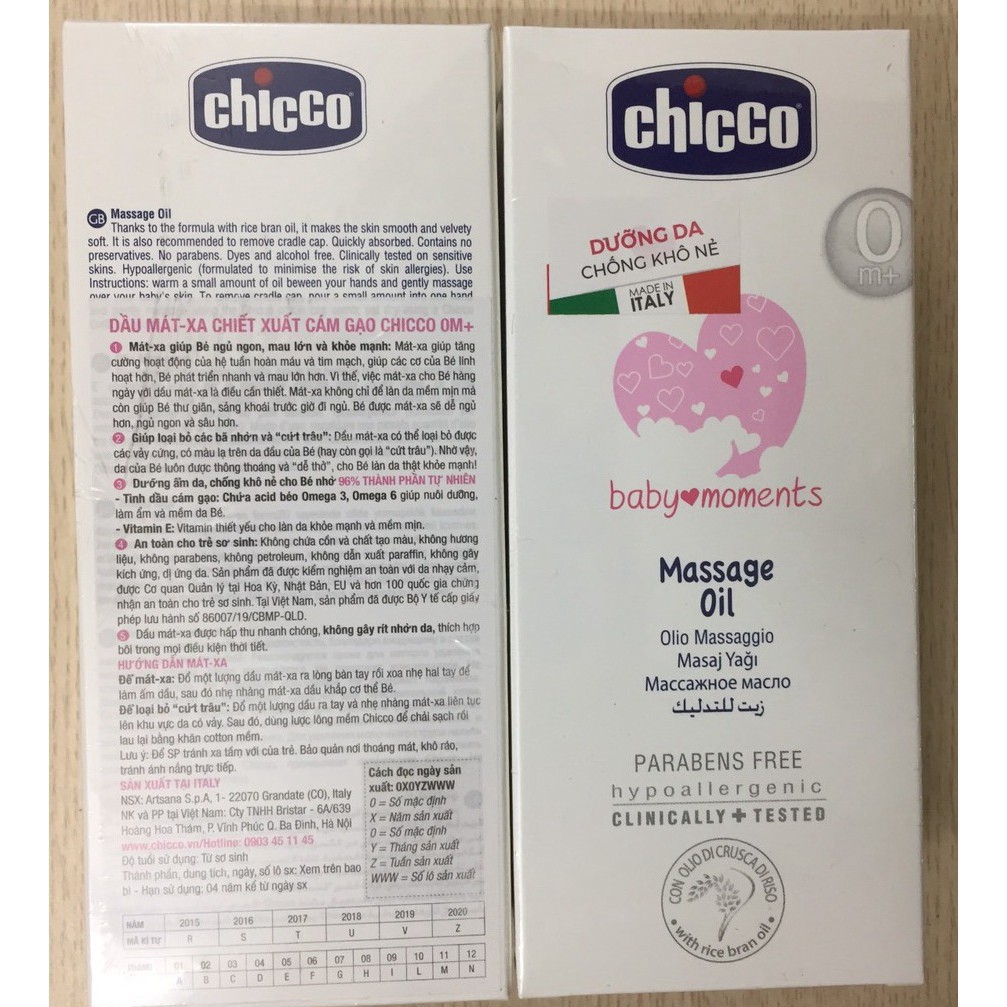 chicco
GB Massage Oil
Thanks to the formula with rice bran oil, it makes the skin smooth and velvety
soft. It is also recommended to remove cradle cap. Quickly absorbed. Contains no
preservatives. No parabens. Dyes and alcohol free. Clinically tested on sensitive
skins. Hypoallergenic (formulated to minimise the risk of skin allergies). Use
Instructions: warm a small amount of oil beween your hands and gently massage
over your baby's skin. To remove cradle cap, pour a small amount into one hand
DẦU MÁT-XA CHIẾT XUẤT CÁM GẠO CHICCO 0M+
1 Mát-xa giúp Bé ngủ ngon, mau lớn và khỏe mạnh: Mát-xa giúp tăng
cường hoạt động của hệ tuần hoàn máu và tim mạch, giúp các cơ của Bé linh
hoạt hơn, Bé phát triển nhanh và mau lớn hơn. Vì thế, việc mát-xa cho Bé hàng
ngày với dầu mát-xa là điều cần thiết. Mát-xa không chỉ để làn da mềm mịn mà
còn giúp Bé thư giãn, sảng khoái trước giờ đi ngủ. Bé được mát-xa sẽ dễ ngủ
hơn, ngủ ngon và sâu hơn.
2 Giúp loại bỏ các bã nhờn và “cứt trâu”: Dầu mát-xa có thể loại bỏ được
các vảy cứng, có màu lạ trên da đầu của Bé (hay còn gọi là “cứt trâu”). Nhờ vậy,
da của Bé luôn được thông thoáng và “dễ thở”, cho Bé làn da thật khỏe mạnh!
3 Dưỡng ẩm da, chống khô nẻ cho Bé nhờ 96% THÀNH PHẦN TỰ NHIÊN
- Tinh dầu cám gạo: Chứa acid béo Omega 3, Omega 6 giúp nuôi dưỡng,
làm ẩm và mềm da Bé.
- Vitamin E: Vitamin thiết yếu cho làn da khỏe mạnh và mềm mịn.
4 An toàn cho trẻ sơ sinh: Không chứa cồn và chất tạo màu, không hương
liệu, không parabens, không petroleum, không dẫn xuất paraffin, không gây
kích ứng, dị ứng da. Sản phẩm đã được kiểm nghiệm an toàn với da nhạy cảm,
được Cơ quan Quản lý tại Hoa Kỳ, Nhật Bản, EU và hơn 100 quốc gia chứng
nhận an toàn cho trẻ sơ sinh. Tại Việt Nam, sản phẩm đã được Bộ Y tế cấp giấy
phép lưu hành số 86007/19/CBMP-QLD.
5 Dầu mát-xa được hấp thu nhanh chóng, không gây rít nhờn da, thích hợp
bôi trong mọi điều kiện thời tiết.
HƯỚNG DẪN MÁT-XA
Để mát-xa: Đổ một lượng dầu mát-xa ra lòng bàn tay rồi xoa nhẹ hai tay để
làm ấm dầu, sau đó nhẹ nhàng mát-xa dầu khắp cơ thể Bé.
Để loại bỏ “cứt trâu”: Đổ một lượng dầu ra tay và nhẹ nhàng mát-xa liên tục
lên khu vực da có vảy. Sau đó, dùng lược lông mềm Chicco để chải sạch rồi
lau lại bằng khăn cotton mềm.
Lưu ý: Để SP tránh xa tầm với của trẻ. Bảo quản nơi thoáng mát, khô ráo,
tránh ánh nắng trực tiếp.
SẢN XUẤT TẠI ITALY
NSX: Artsana S.p.A, 1- 22070 Grandate (CO), Italy
NK và PP tại Việt Nam: Cty TNHH Bristar - 6A/639
Hoàng Hoa Thám, P. Vĩnh Phúc Q. Ba Đình, Hà Nội
www.chicco.vn/Hotline: 0903 45 11 45
Độ tuổi sử dụng: Từ sơ sinh
Thành phần, dung tích, ngày, số lô sx: Xem trên bao
bì - Hạn sử dụng: 04 năm kể từ ngày sx
Cách đọc ngày sản
xuất: 0X0YZWWW
0 = Số mặc định
X = Năm sản xuất
0 = Số mặc định
Y = Tháng sản xuất
Z = Tuần sản xuất
WWW = Số lô sản xuất
NĂM 2015 2016 2017 2018 2019 2020
MÃ KÍ TỰ R S T U V Z
THÁNG 01 02 03 04 05 06 07 08 09 10 11 12
A B C D E F G H I L M N
chicco
0
m+
DƯỠNG DA
CHỐNG KHÔ NẺ
MADE IN
ITALY
baby moments
Massage
Oil
Olio Massaggio
Masaj Yağı
Массажное масло
زيت للتدليك
PARABENS FREE
hypoallergenic
CLINICALLY + TESTED
CON OLIO DI CRUSCA DI RISO
• with rice bran oil •